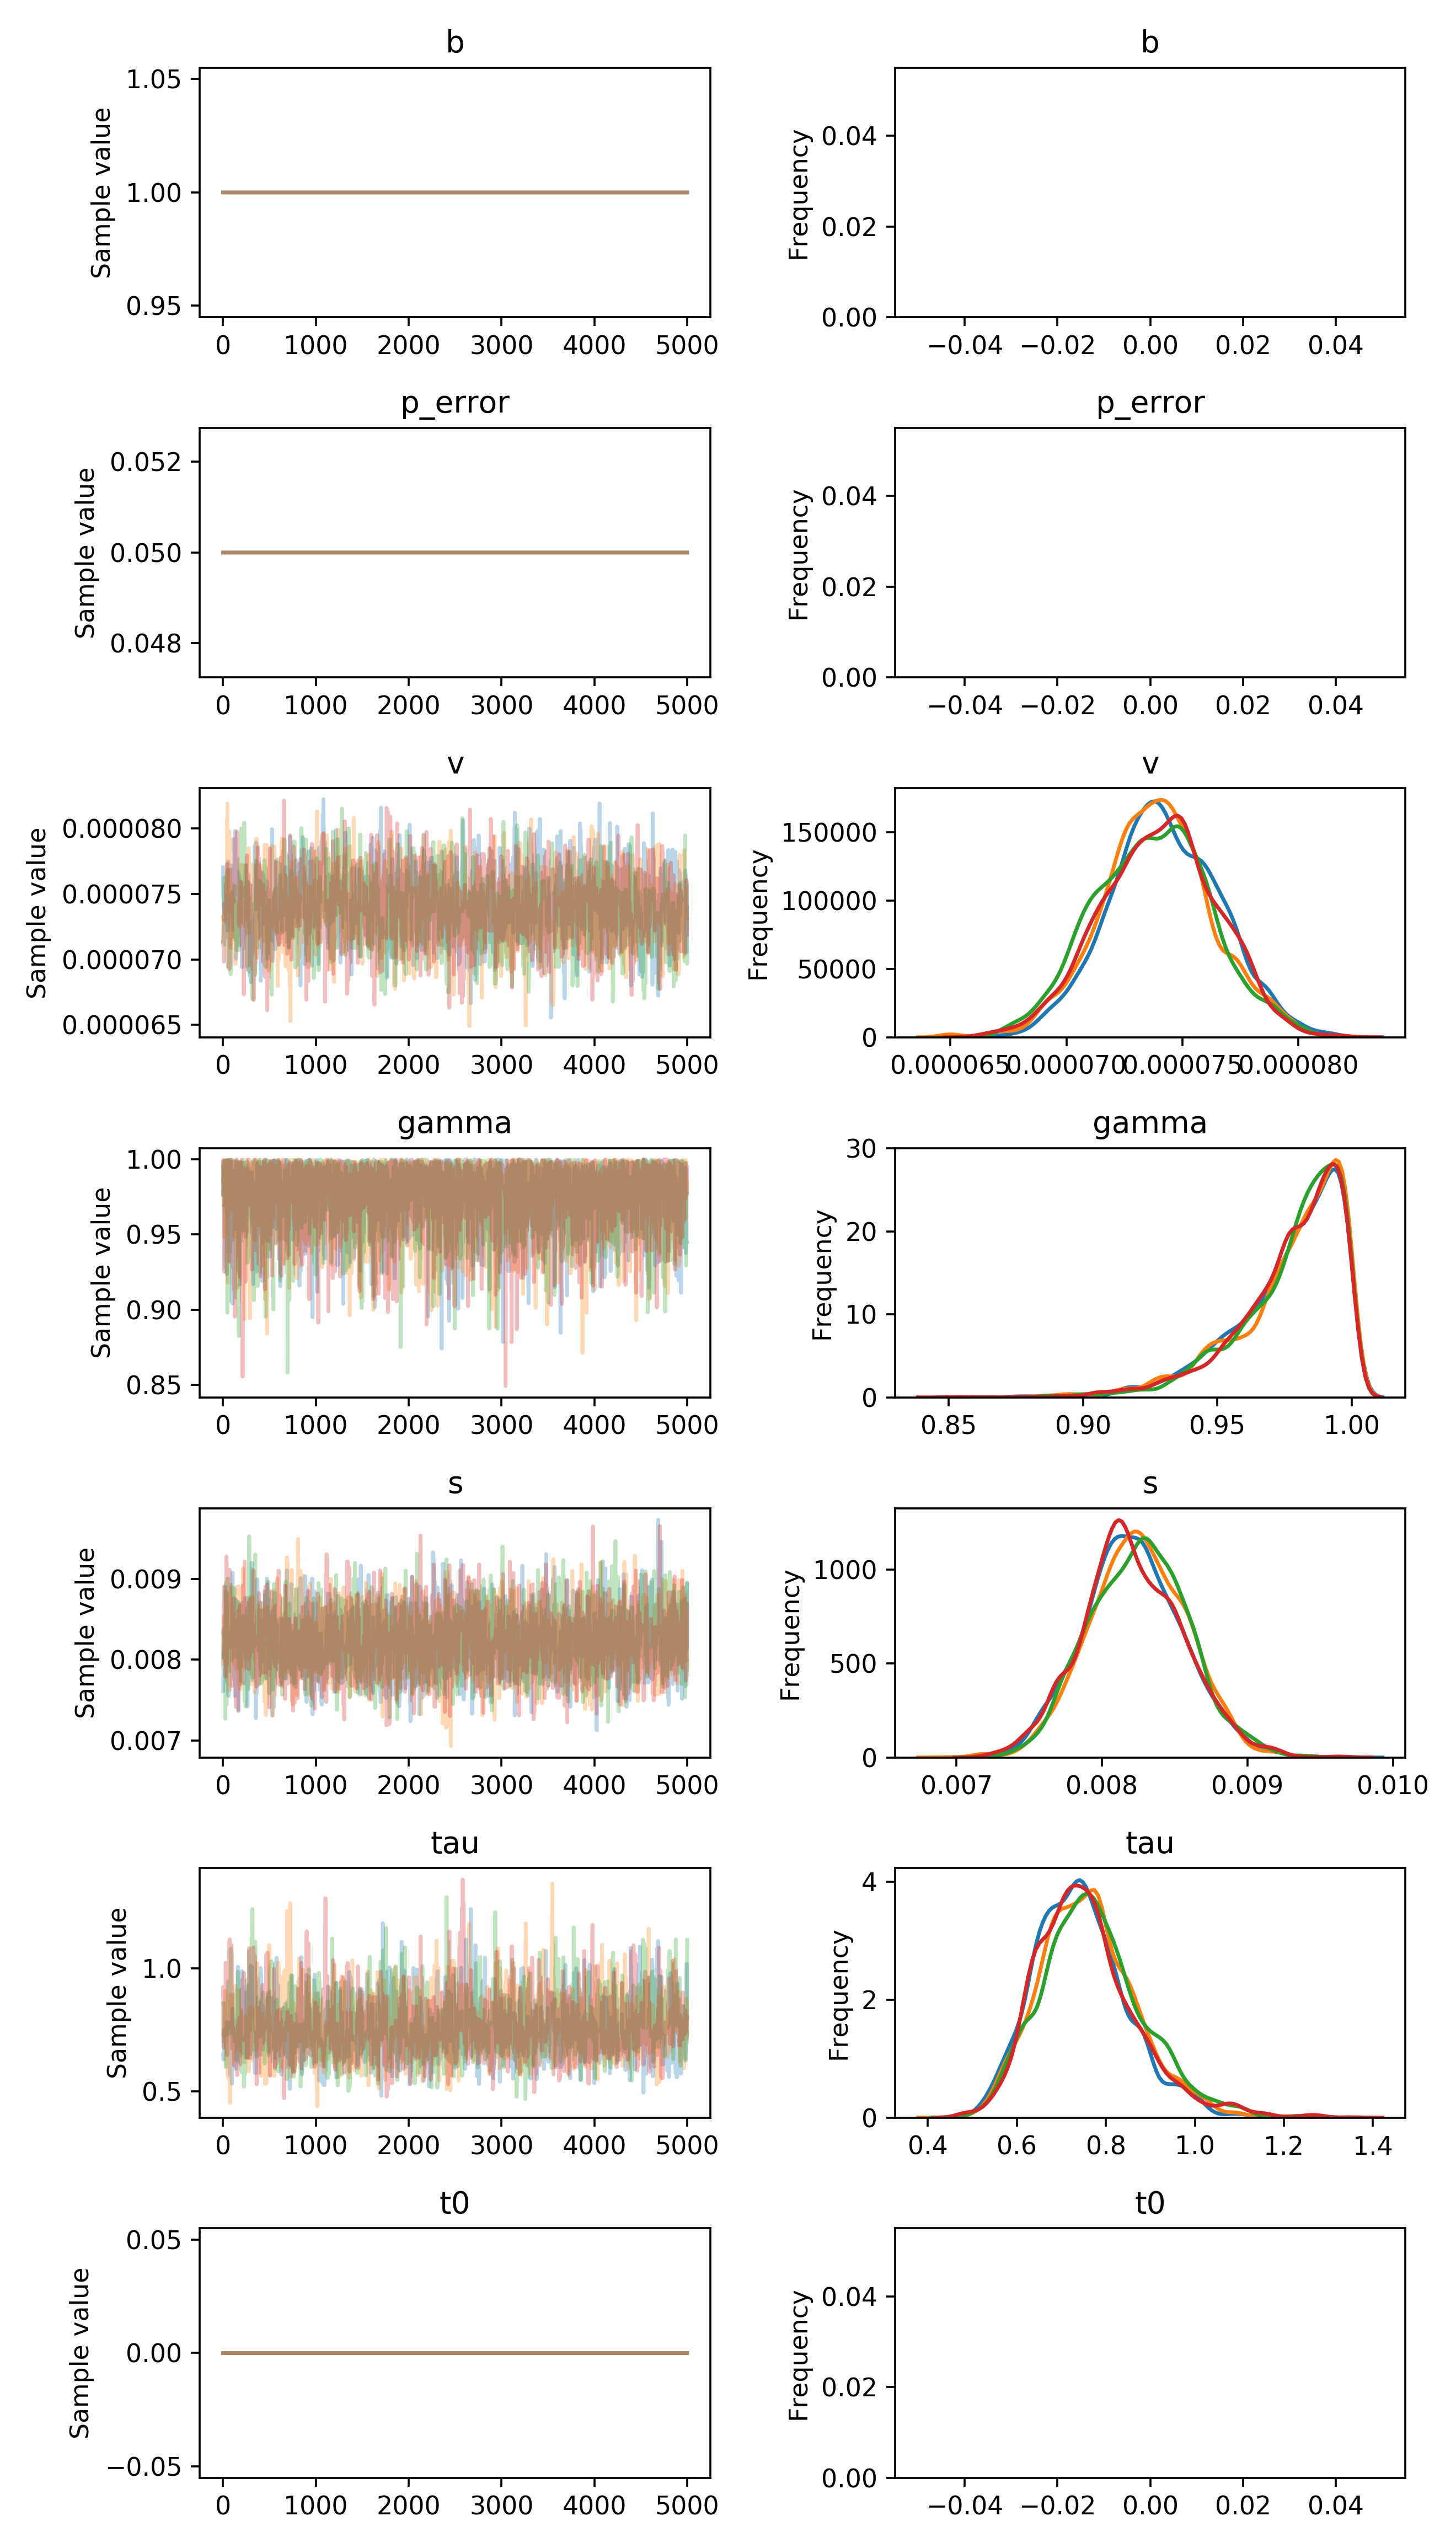 b
b
Sample value
1.05
1.00
0.95
0 1000 2000 3000 4000 5000
Frequency
0.04
0.02
0.00
−0.04 −0.02 0.00 0.02 0.04
p_error
p_error
Sample value
0.052
0.050
0.048
0 1000 2000 3000 4000 5000
Frequency
0.04
0.02
0.00
−0.04 −0.02 0.00 0.02 0.04
v
v
Sample value
0.000080
0.000075
0.000070
0.000065
0 1000 2000 3000 4000 5000
Frequency
150000
100000
50000
0
0.000065 0.000070 0.000075 0.000080
gamma
gamma
Sample value
1.00
0.95
0.90
0.85
0 1000 2000 3000 4000 5000
Frequency
30
20
10
0
0.85 0.90 0.95 1.00
s
s
Sample value
0.009
0.008
0.007
0 1000 2000 3000 4000 5000
Frequency
1000
500
0
0.007 0.008 0.009 0.010
tau
tau
Sample value
1.0
0.5
0 1000 2000 3000 4000 5000
Frequency
4
2
0
0.4 0.6 0.8 1.0 1.2 1.4
t0
t0
Sample value
0.05
0.00
−0.05
0 1000 2000 3000 4000 5000
Frequency
0.04
0.02
0.00
−0.04 −0.02 0.00 0.02 0.04